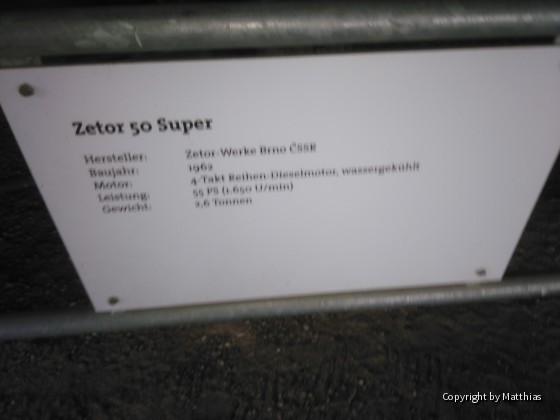 Zetor 50 Super
Hersteller: Zetor-Werke Brno ČSSR
Baujahr: 1962
Motor: 4-Takt Reihen-Dieselmotor, wassergekühlt
Leistung: 55 PS (1.650 U/min)
Gewicht: 2,6 Tonnen
Copyright by Matthias